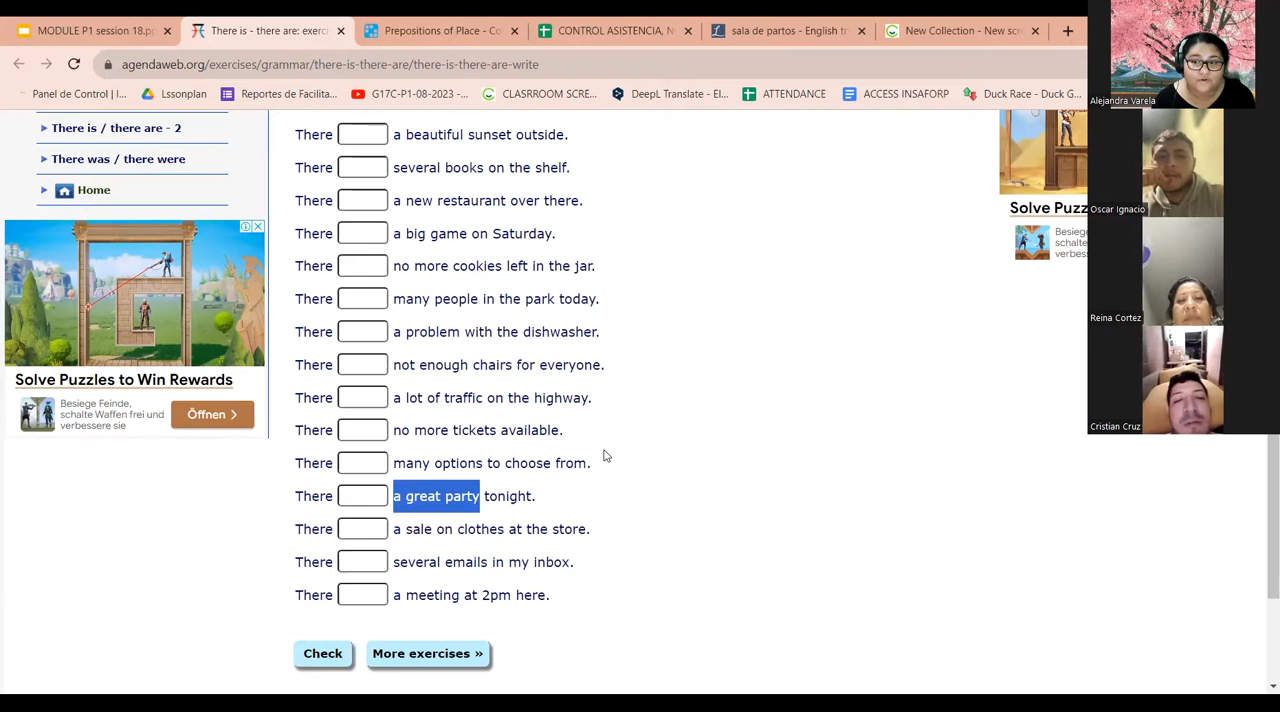 MODULE P1 session 18.pp
There is - there are: exerci
Prepositions of Place - Co
CONTROL ASISTENCIA, N
sala de partos - English tr
New Collection - New scr
agendaweb.org/exercises/grammar/there-is-there-are/there-is-there-are-write
Panel de Control | I...
Lssonplan
Reportes de Facilita...
G17C-P1-08-2023 -...
CLASSROOM SCRE...
DeepL Translate - El...
ATTENDANCE
ACCESS INSAFORP
Duck Race - Duck G...
Alejandra Varela
Oscar Ignacio
Reina Cortez
Cristian Cruz
There is / there are - 2
There was / there were
Home
Solve Puzzles to Win Rewards
Besiege Feinde,
schalte Waffen frei und
verbessere sie
Öffnen >
There a beautiful sunset outside.
There several books on the shelf.
There a new restaurant over there.
There a big game on Saturday.
There no more cookies left in the jar.
There many people in the park today.
There a problem with the dishwasher.
There not enough chairs for everyone.
There a lot of traffic on the highway.
There no more tickets available.
There many options to choose from.
There a great party tonight.
There a sale on clothes at the store.
There several emails in my inbox.
There a meeting at 2pm here.
Check
More exercises »
Solve Puzz
Besiege
schalte
verbess